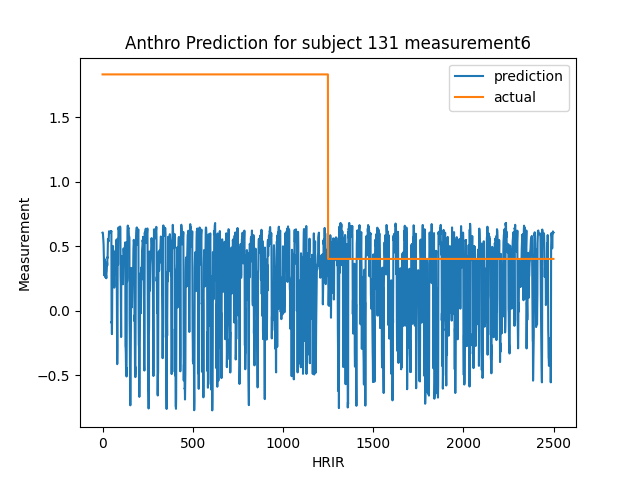 Anthro Prediction for subject 131 measurement6
prediction
actual
Measurement
1.5
1.0
0.5
0.0
−0.5
0
500
1000
1500
2000
2500
HRIR